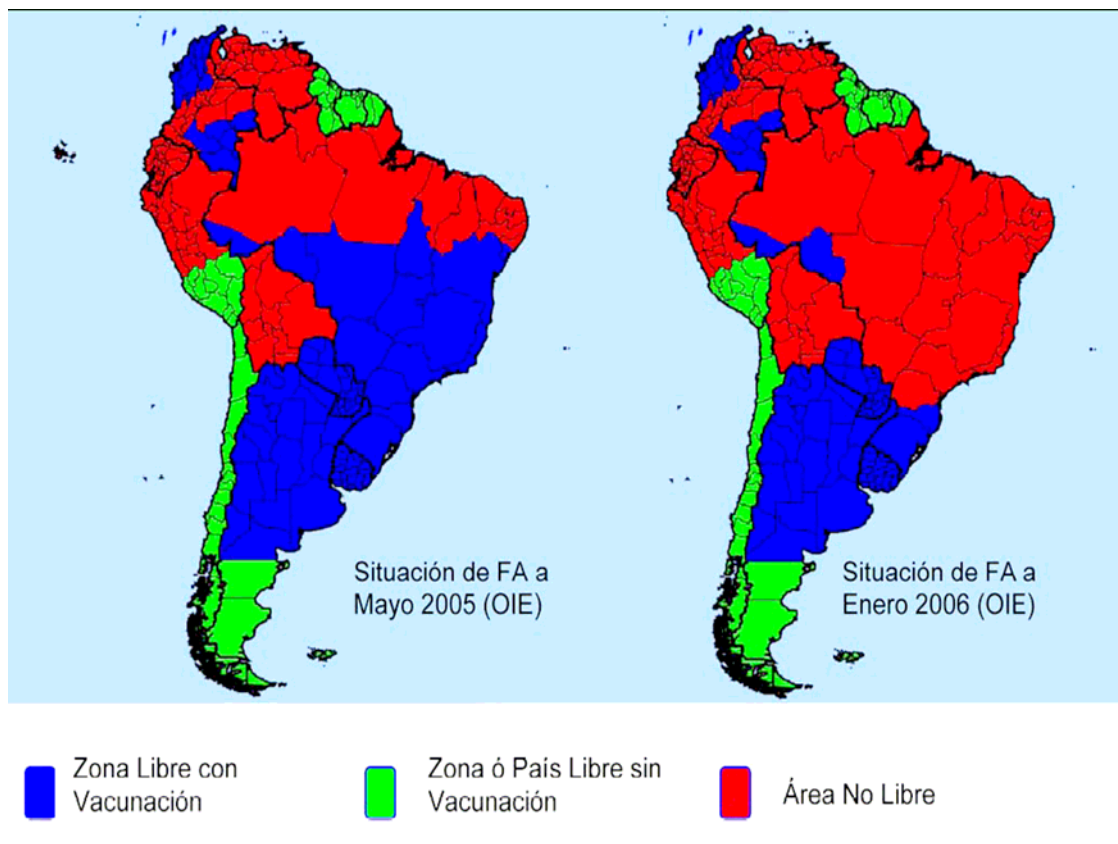 Situación de FA a
Mayo 2005 (OIE)
Situación de FA a
Enero 2006 (OIE)
Zona Libre con
Vacunación
Zona ó País Libre sin
Vacunación
Área No Libre